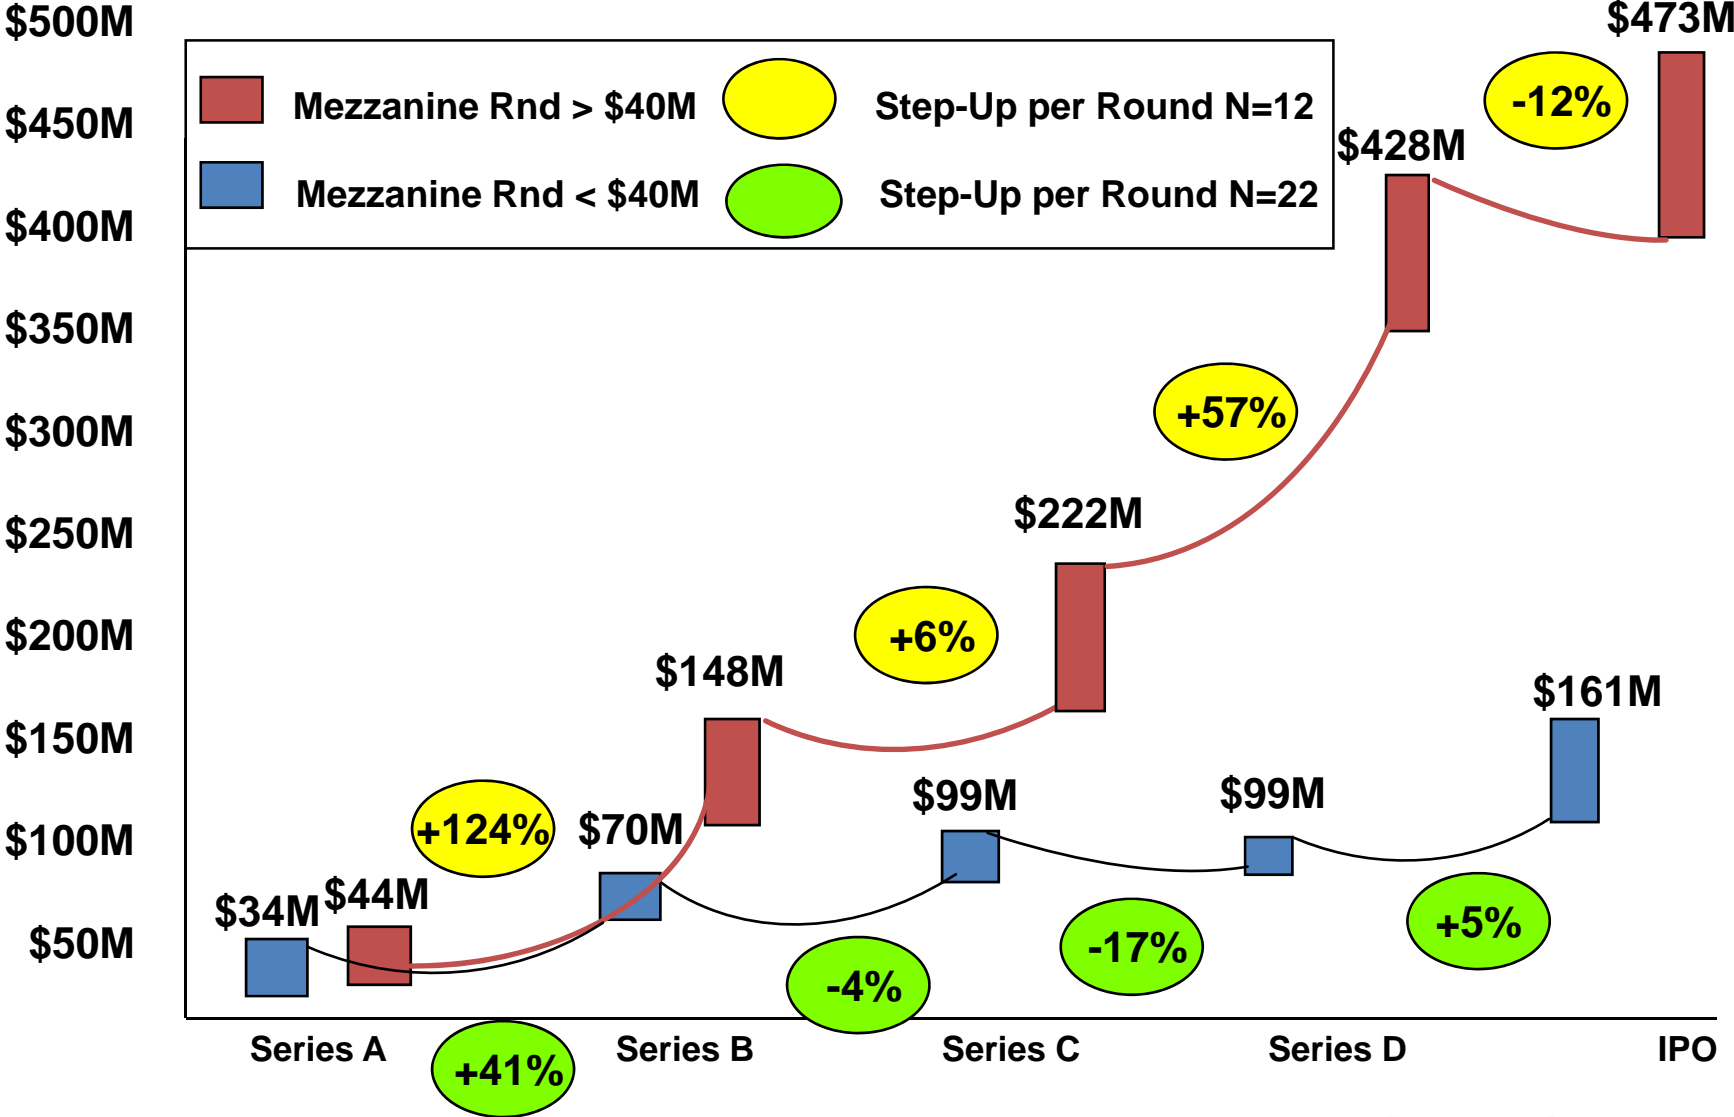 $500M
$450M
$400M
$350M
$300M
$250M
$200M
$150M
$100M
$50M
Mezzanine Rnd > $40M
Step-Up per Round N=12
Mezzanine Rnd < $40M
Step-Up per Round N=22
$473M
-12%
$428M
+57%
$222M
+6%
$148M
$161M
$99M
$99M
+124%
$70M
$34M
$44M
+5%
-17%
-4%
+41%
Series A
Series B
Series C
Series D
IPO